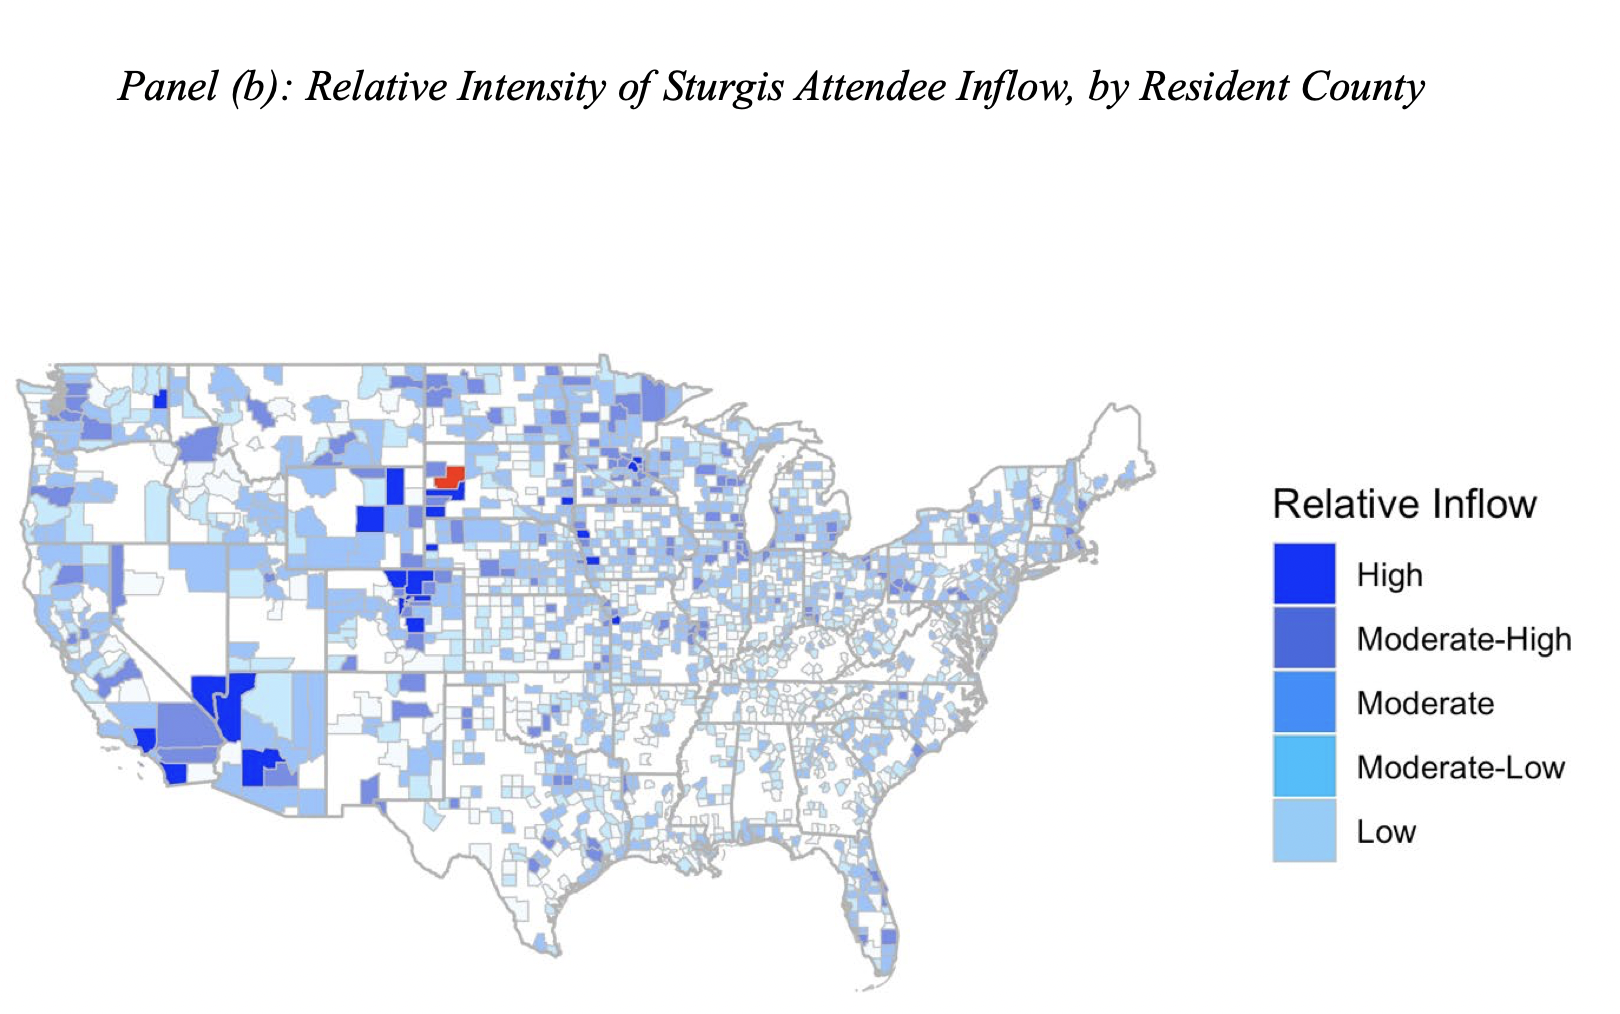 Panel (b): Relative Intensity of Sturgis Attendee Inflow, by Resident County
Relative Inflow
High
Moderate-High
Moderate
Moderate-Low
Low